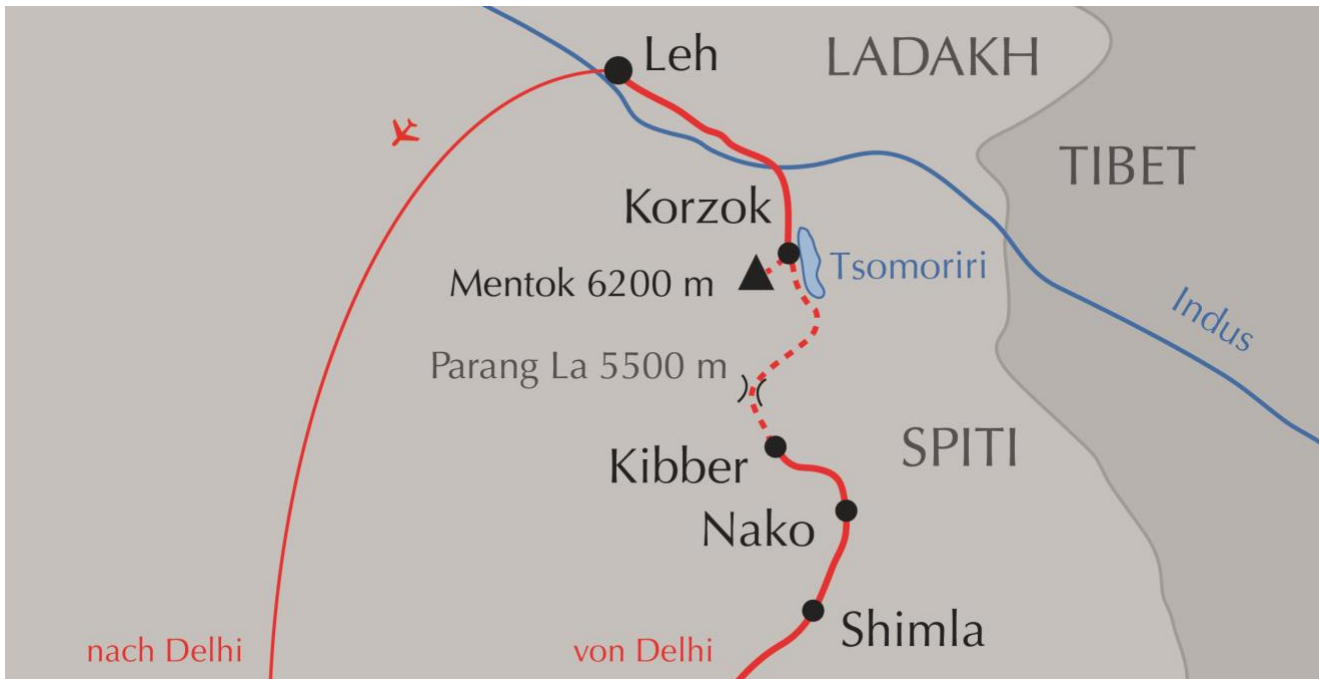 Leh
LADAKH
TIBET
Korzok
Tsomoriri
Mentok 6200 m
Indus
Parang La 5500 m
SPITI
Kibber
Nako
Shimla
nach Delhi
von Delhi